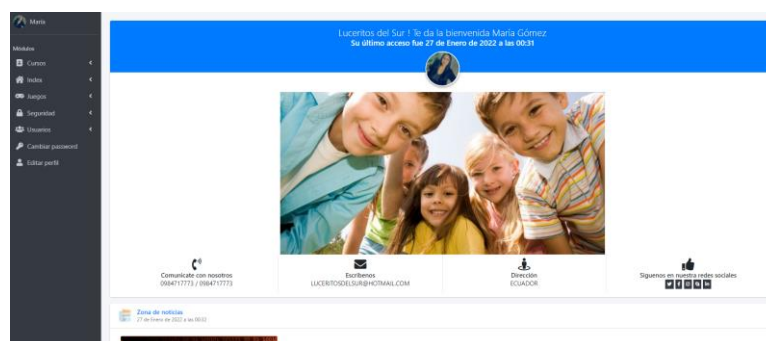 Maria
Módulos
Cursos
Index
Juegos
Seguridad
Usuarios
Cambiar password
Editar perfil
Luceritos del Sur ! Te da la bienvenida María Gómez
Su último acceso fue 27 de Enero de 2022 a las 00:31
Comunicate con nosotros
0984717773 / 0984717773
Escribenos
LUCERITOSDELSUR@HOTMAIL.COM
Dirección
ECUADOR
Siguenos en nuestra redes sociales
Zona de noticias
27 de Enero de 2022 a las 00:32